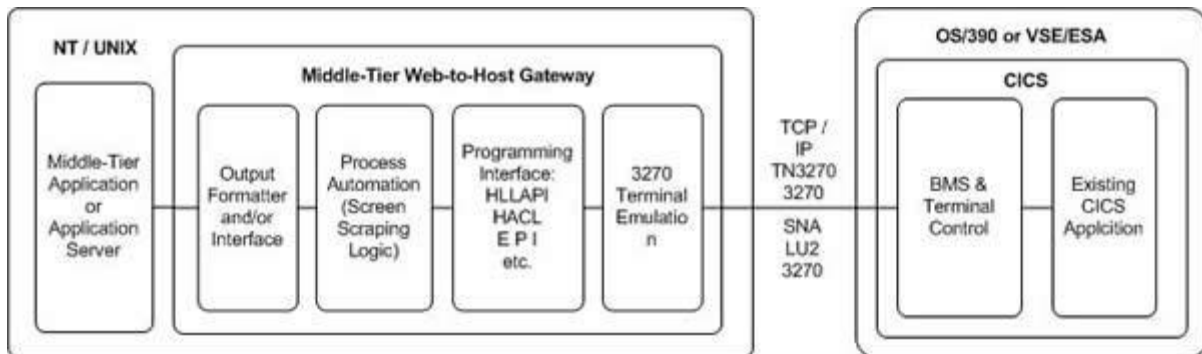 NT / UNIX
Middle-Tier
Application
or
Application
Server
Middle-Tier Web-to-Host Gateway
Output
Formatter
and/or
Interface
Process
Automation
(Screen
Scraping
Logic)
Programming
Interface:
HLLAPI
HACL
E P I
etc.
3270
Terminal
Emulatio
n
TCP /
IP
TN3270
3270
SNA
LU2
3270
OS/390 or VSE/ESA
CICS
BMS &
Terminal
Control
Existing
CICS
Applcition